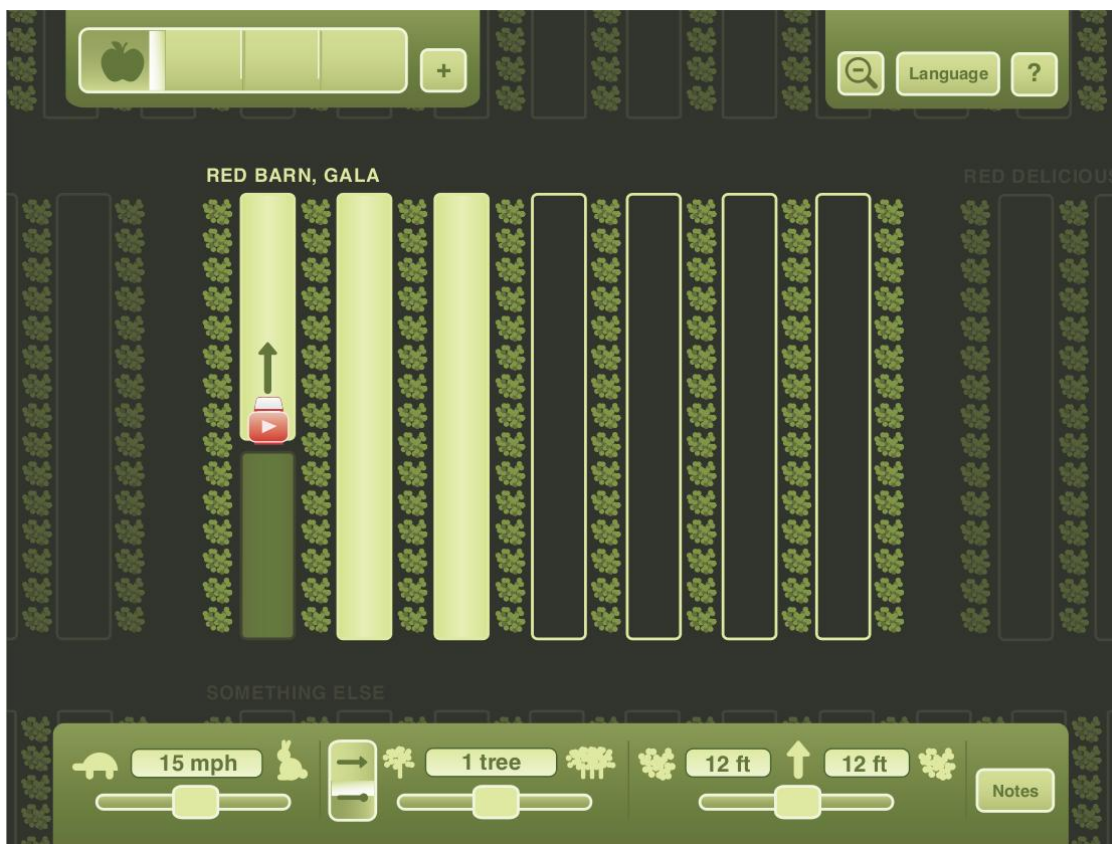 +
Language
?
RED BARN, GALA
RED DELICIOUS
SOMETHING ELSE
15 mph
1 tree
12 ft
12 ft
Notes